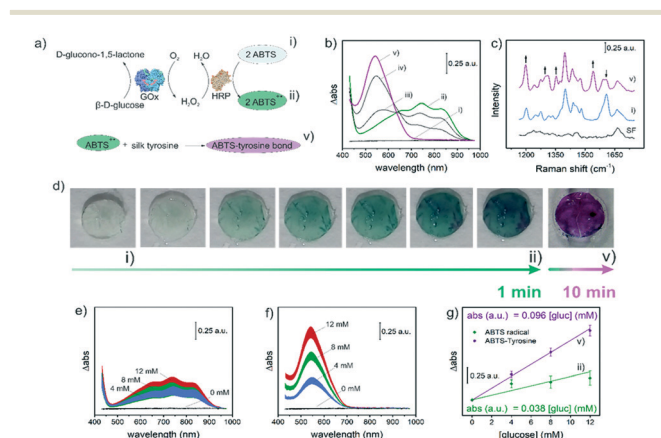 a)
D-glucono-1,5-lactone
O₂
H₂O
i)
2 ABTS
GOx
HRP
ii)
β-D-glucose
H₂O₂
2 ABTS•+
v)
ABTS•+ + silk tyrosine
ABTS-tyrosine bond
b)
Δabs
0.25 a.u.
v)
iv)
iii)
ii)
i)
400 500 600 700 800 900 1000
wavelength (nm)
c)
Intensity
0.25 a.u.
v)
i)
SF
1200 1350 1500 1650
Raman shift (cm⁻¹)
d)
i)
ii)
v)
1 min
10 min
e)
Δabs
0.25 a.u.
12 mM
8 mM
4 mM
0 mM
500 600 700 800 900
wavelength (nm)
f)
Δabs
0.25 a.u.
12 mM
8 mM
4 mM
0 mM
500 600 700 800 900
wavelength (nm)
g)
abs (a.u.) = 0.096 [gluc] (mM)
ABTS radical
ABTS-Tyrosine
v)
Δabs
0.25 a.u.
ii)
abs (a.u.) = 0.038 [gluc] (mM)
0 2 4 6 8 10 12
[glucose] (mM)